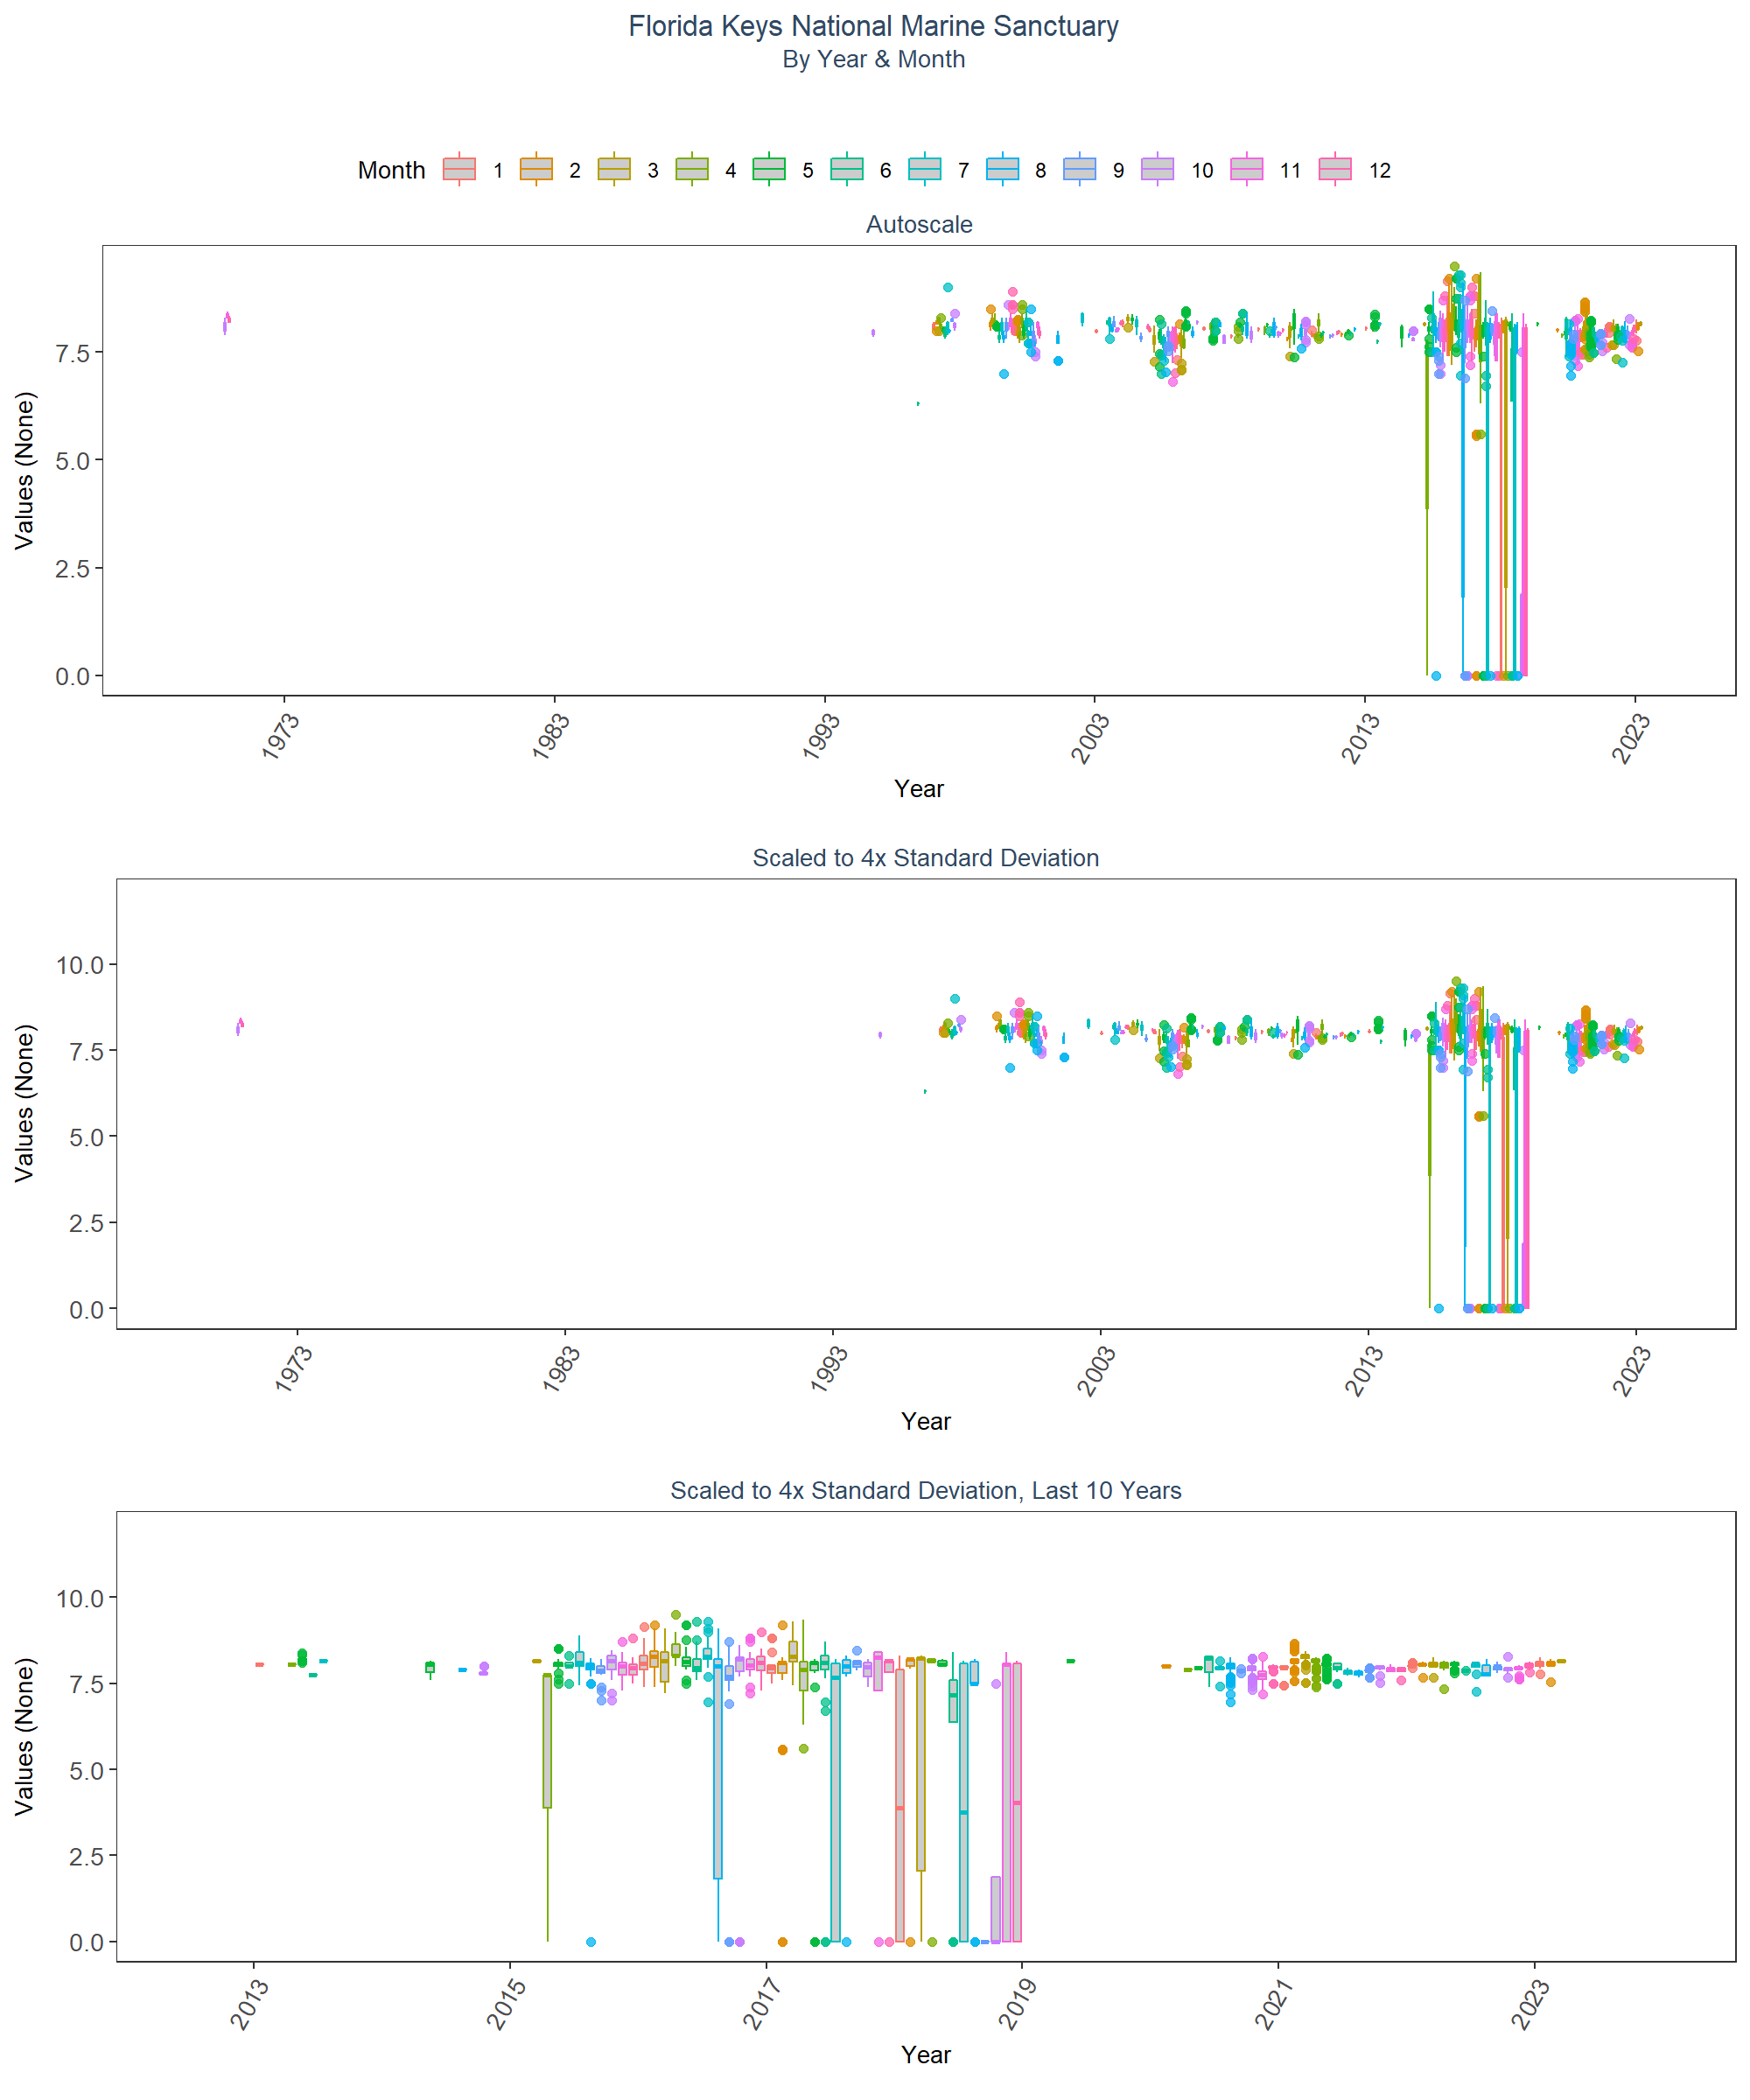 Florida Keys National Marine Sanctuary
By Year & Month
Month 1 2 3 4 5 6 7 8 9 10 11 12
Autoscale
Values (None)
7.5
5.0
2.5
0.0
1973 1983 1993 2003 2013 2023
Year
Scaled to 4x Standard Deviation
Values (None)
10.0
7.5
5.0
2.5
0.0
1973 1983 1993 2003 2013 2023
Year
Scaled to 4x Standard Deviation, Last 10 Years
Values (None)
10.0
7.5
5.0
2.5
0.0
2013 2015 2017 2019 2021 2023
Year